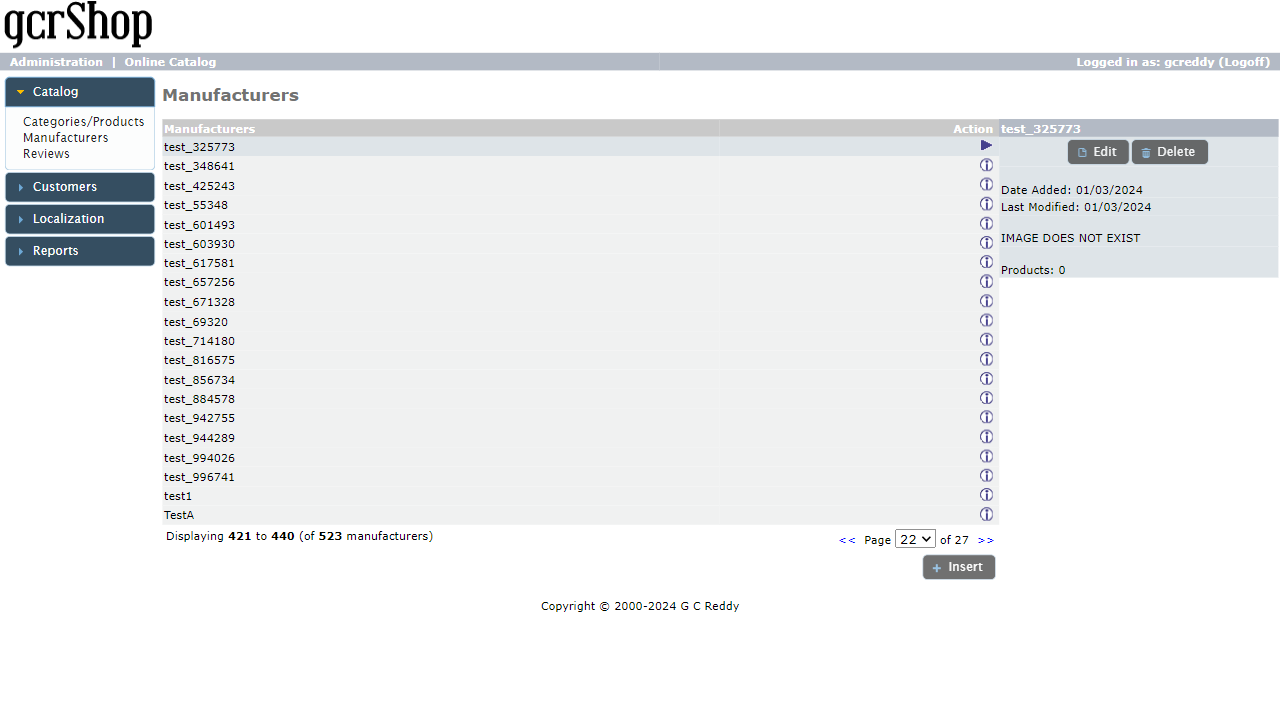 gcrShop
Administration | Online Catalog
Logged in as: gcreddy (Logoff)
Catalog
Categories/Products
Manufacturers
Reviews
Customers
Localization
Reports
Manufacturers
Manufacturers Action
test_325773
test_348641
test_425243
test_55348
test_601493
test_603930
test_617581
test_657256
test_671328
test_69320
test_714180
test_816575
test_856734
test_884578
test_942755
test_944289
test_994026
test_996741
test1
TestA
Displaying 421 to 440 (of 523 manufacturers)
<< Page 22 of 27 >>
Insert
test_325773
Edit Delete
Date Added: 01/03/2024
Last Modified: 01/03/2024
IMAGE DOES NOT EXIST
Products: 0
Copyright © 2000-2024 G C Reddy